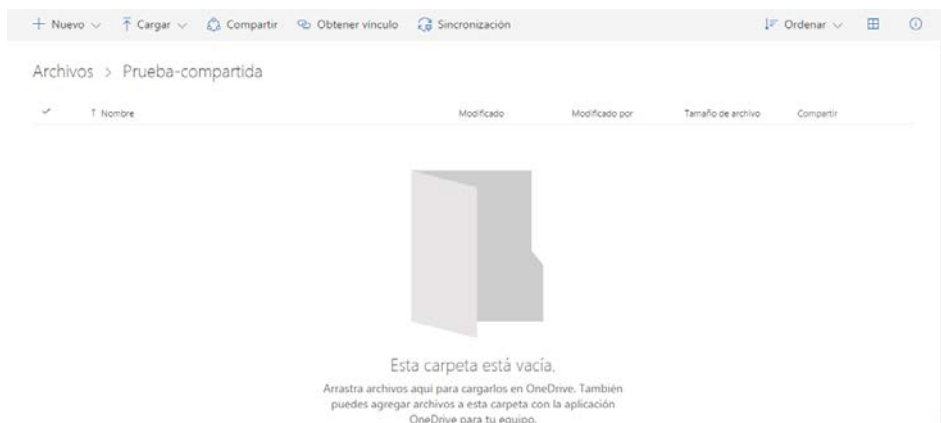 Nuevo Cargar Compartir Obtener vínculo Sincronización Ordenar
Archivos > Prueba-compartida
↑ Nombre Modificado Modificado por Tamaño de archivo Compartir
Esta carpeta está vacía.
Arrastra archivos aquí para cargarlos en OneDrive. También
puedes agregar archivos a esta carpeta con la aplicación
OneDrive para tu equipo.